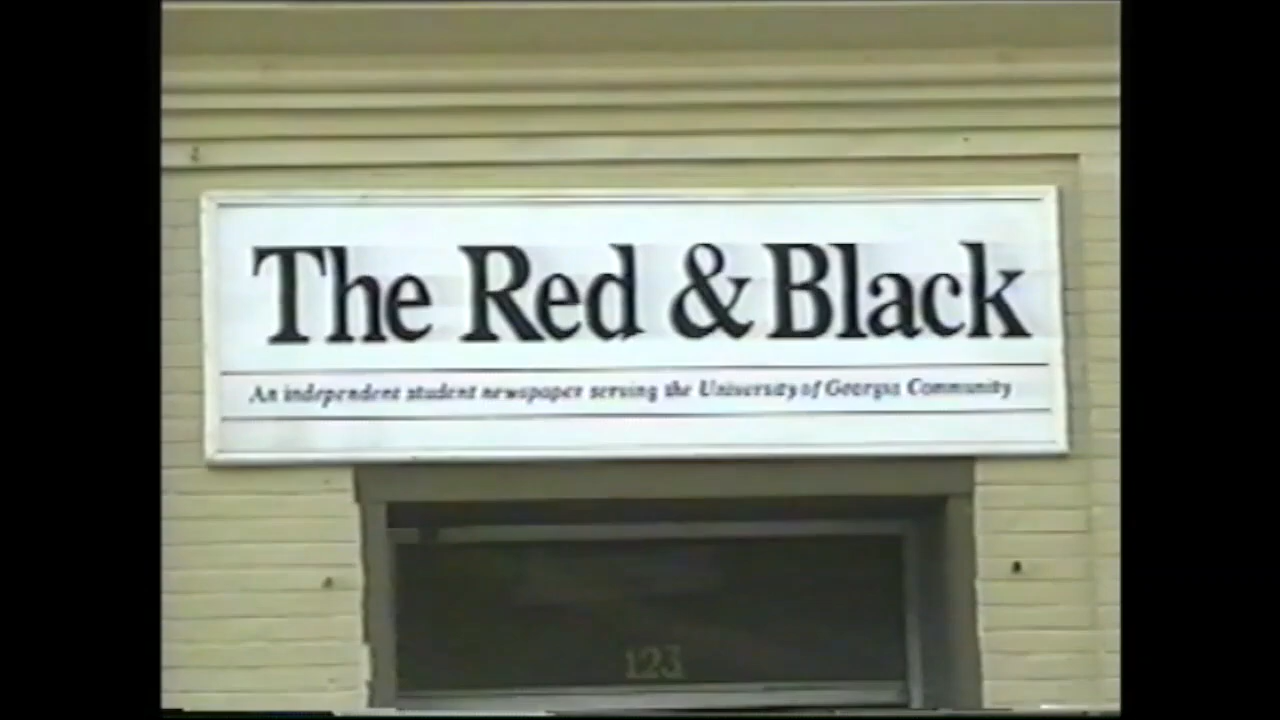 The Red & Black
An independent student newspaper serving the University of Georgia Community
123